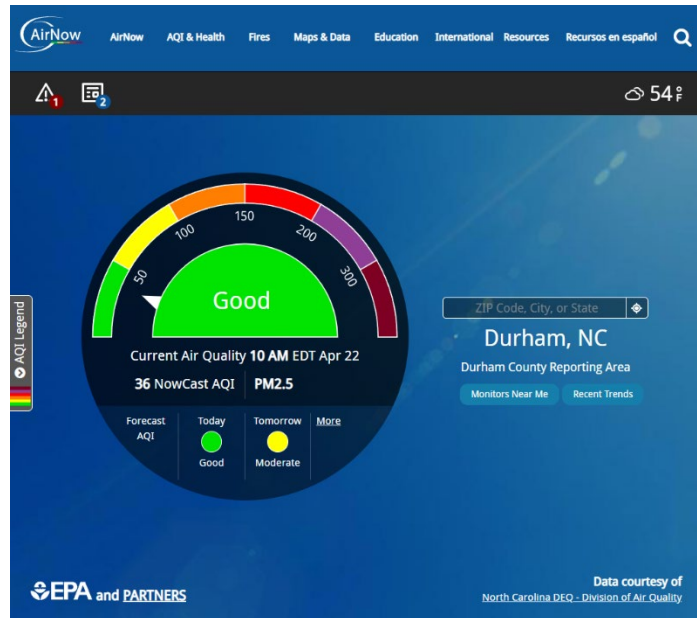 AirNow
AirNow AQI & Health Fires Maps & Data Education International Resources Recursos en español
1 2 54 °F
50 100 150 200 300
Good
Current Air Quality 10 AM EDT Apr 22
36 NowCast AQI PM2.5
Forecast AQI
Today
Good
Tomorrow
Moderate
More
AQI Legend
ZIP Code, City, or State
Durham, NC
Durham County Reporting Area
Monitors Near Me Recent Trends
EPA and PARTNERS
Data courtesy of
North Carolina DEQ - Division of Air Quality